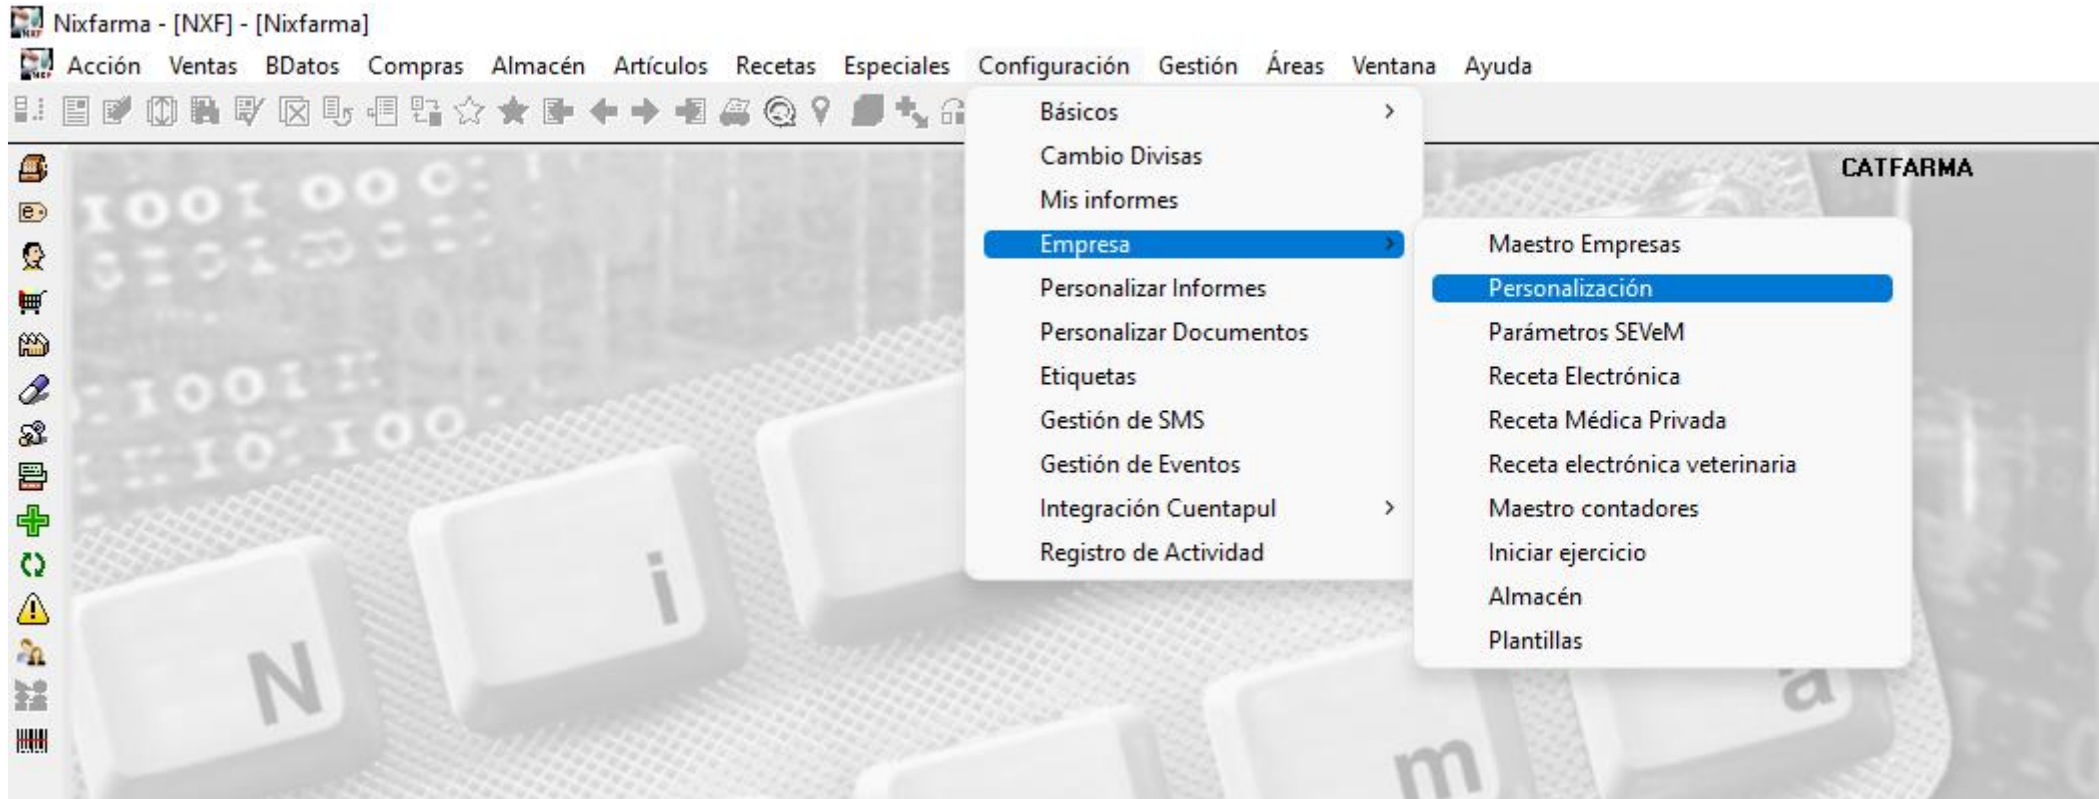 Nixfarma - [NXF] - [Nixfarma]
Acción Ventas BDatos Compras Almacén Artículos Recetas Especiales Configuración Gestión Áreas Ventana Ayuda
Básicos
Cambio Divisas
Mis informes
Empresa
Personalizar Informes
Personalizar Documentos
Etiquetas
Gestión de SMS
Gestión de Eventos
Integración Cuentapul
Registro de Actividad
CATFARMA
Maestro Empresas
Personalización
Parámetros SEVeM
Receta Electrónica
Receta Médica Privada
Receta electrónica veterinaria
Maestro contadores
Iniciar ejercicio
Almacén
Plantillas
N i
m a